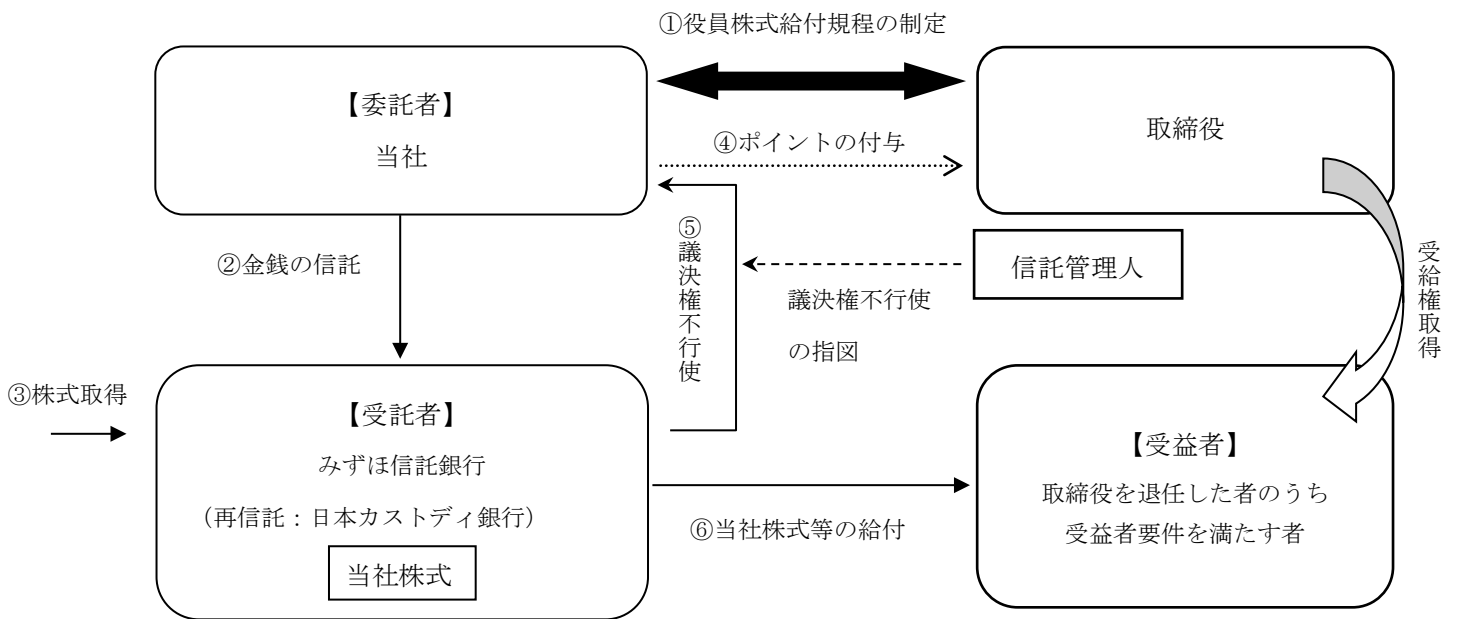 ①役員株式給付規程の制定
【委託者】
当社
取締役
④ポイントの付与
②金銭の信託
⑤議決権不行使
信託管理人
議決権不行使
の指図
受給権取得
③株式取得
【受託者】
みずほ信託銀行
（再信託：日本カストディ銀行）
当社株式
⑥当社株式等の給付
【受益者】
取締役を退任した者のうち
受益者要件を満たす者